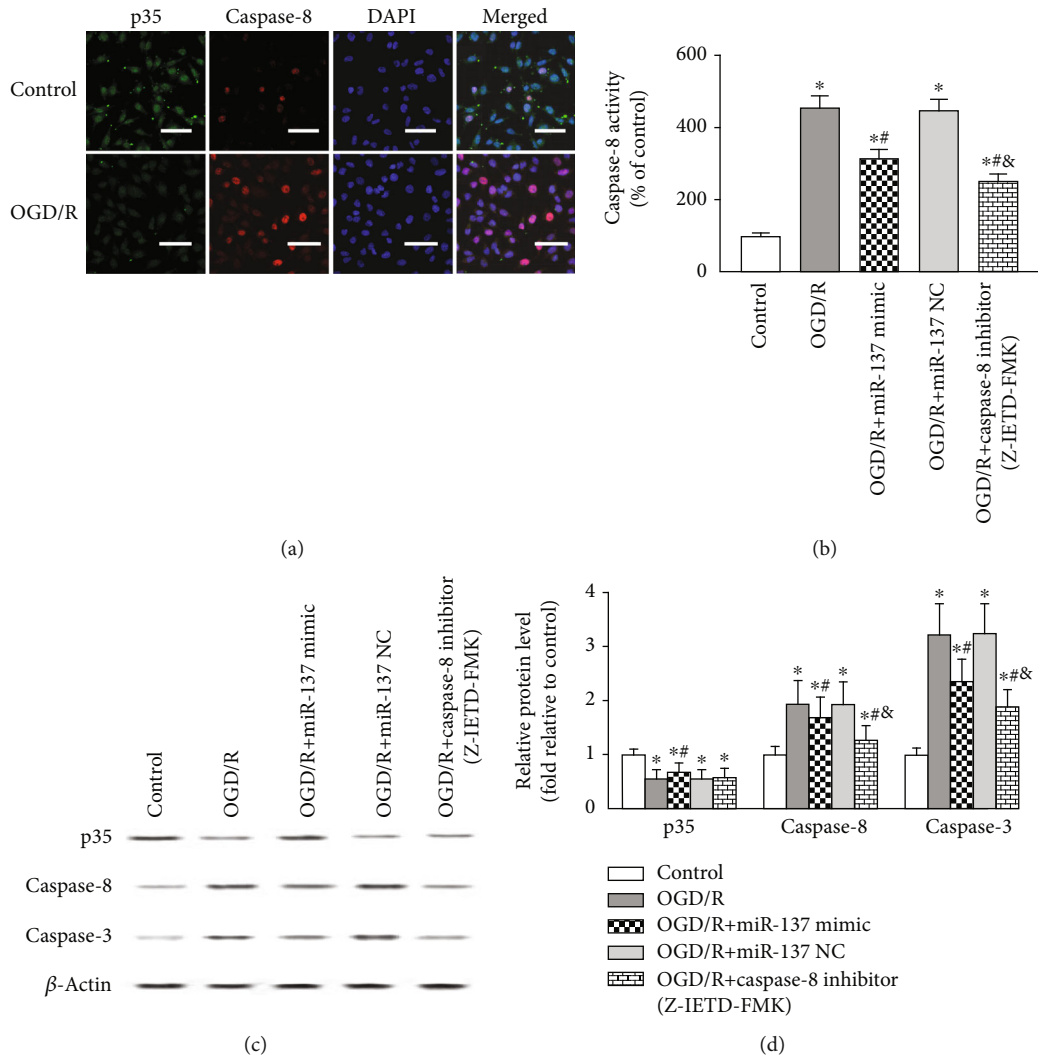 p35 Caspase-8 DAPI Merged
Control
OGD/R
(a)
Caspase-8 activity
(% of control)
600
400
200
0
*
*#
*
*#&
Control
OGD/R
OGD/R+miR-137 mimic
OGD/R+miR-137 NC
OGD/R+caspase-8 inhibitor
(Z-IETD-FMK)
(b)
Control
OGD/R
OGD/R+miR-137 mimic
OGD/R+miR-137 NC
OGD/R+caspase-8 inhibitor
(Z-IETD-FMK)
p35
Caspase-8
Caspase-3
β-Actin
(c)
Relative protein level
(fold relative to control)
4
3
2
1
0
* *# * *
* *# * *#&
* *# * *#&
p35 Caspase-8 Caspase-3
Control
OGD/R
OGD/R+miR-137 mimic
OGD/R+miR-137 NC
OGD/R+caspase-8 inhibitor
(Z-IETD-FMK)
(d)